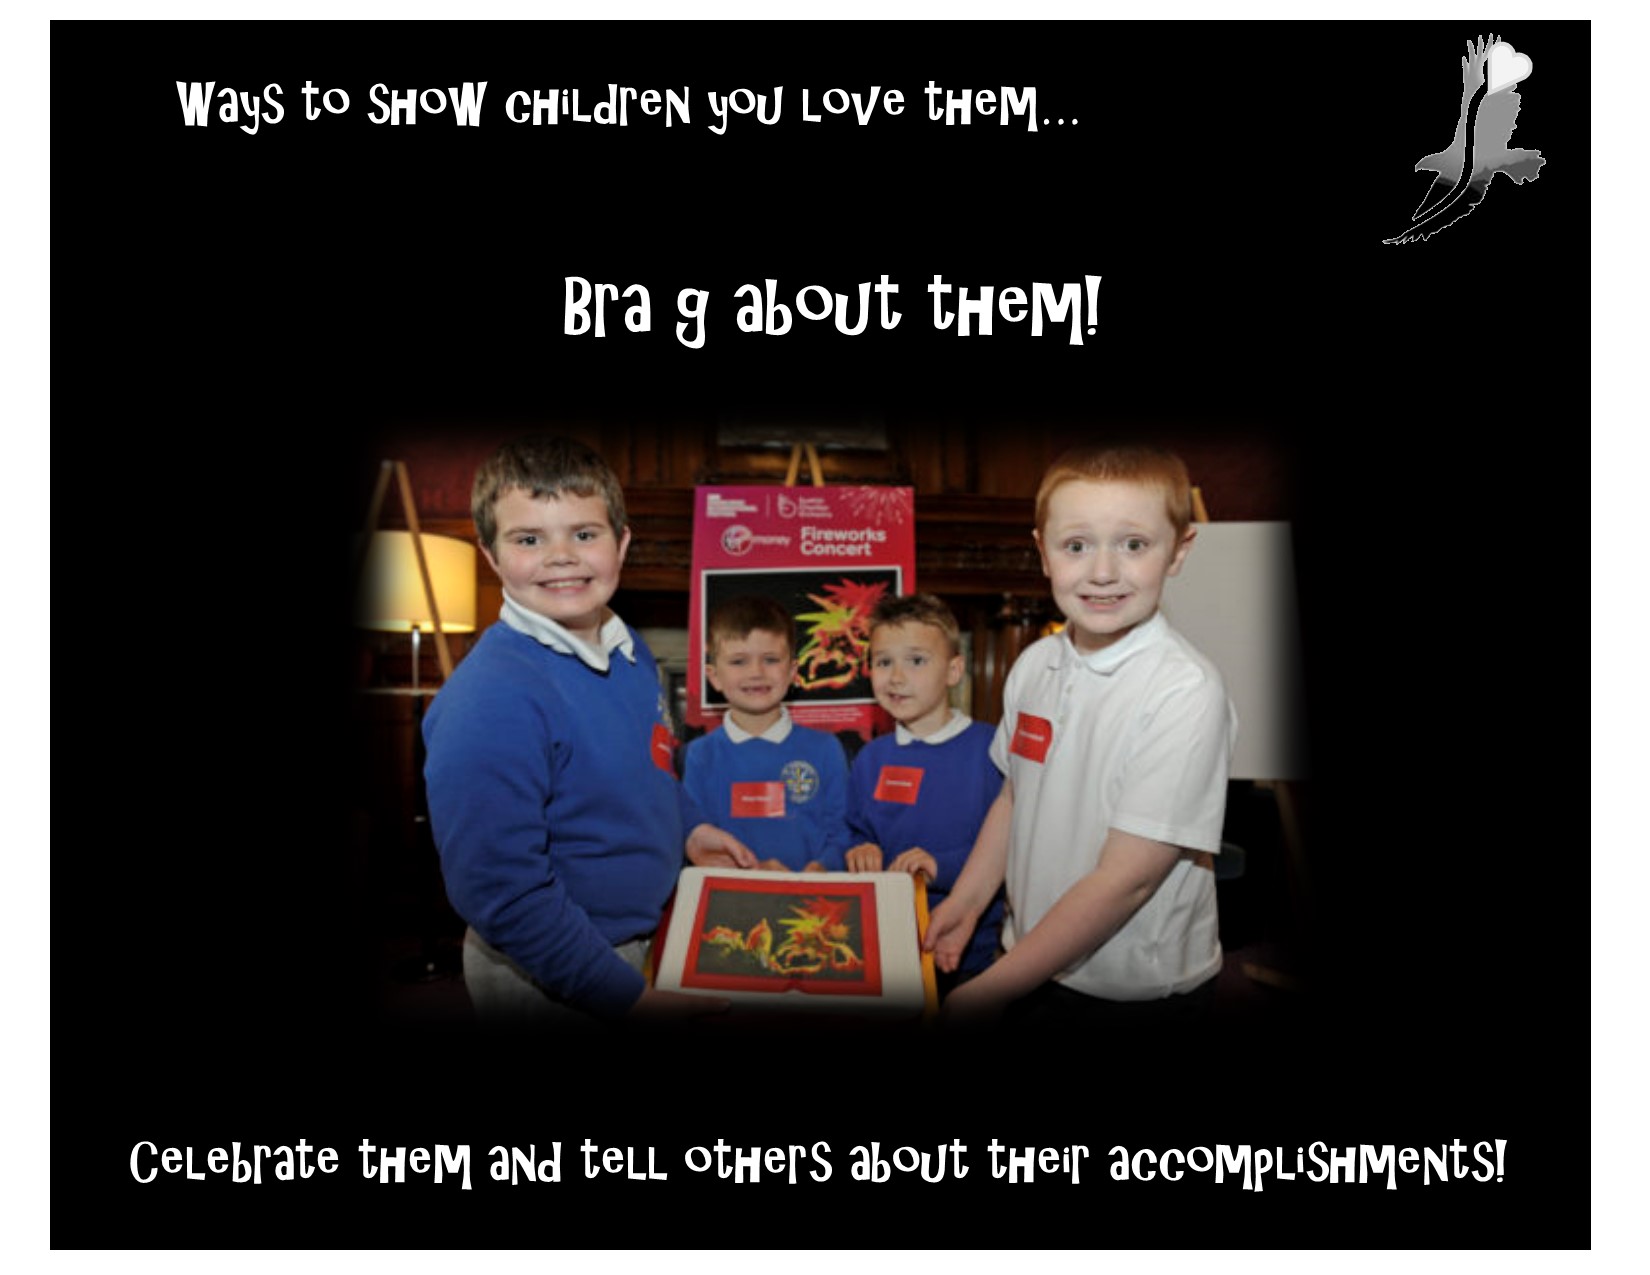 Ways to show children you love them...
Bra g about them!
money
Fireworks
Concert
Celebrate them and tell others about their accomplishments!